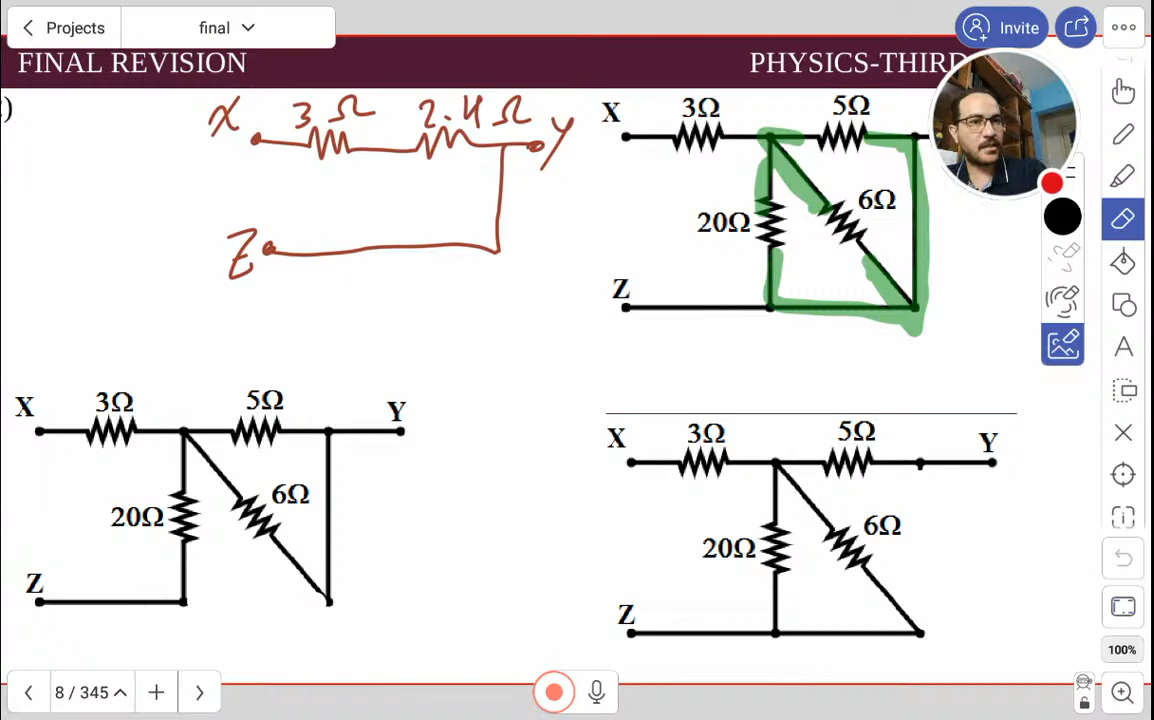 Projects
final
Invite
FINAL REVISION
PHYSICS-THIRD
)
X 3Ω 2.4Ω Y
Z
X 3Ω 5Ω
20Ω 6Ω
Z
X 3Ω 5Ω Y
20Ω 6Ω
Z
X 3Ω 5Ω Y
20Ω 6Ω
Z
8 / 345
100%